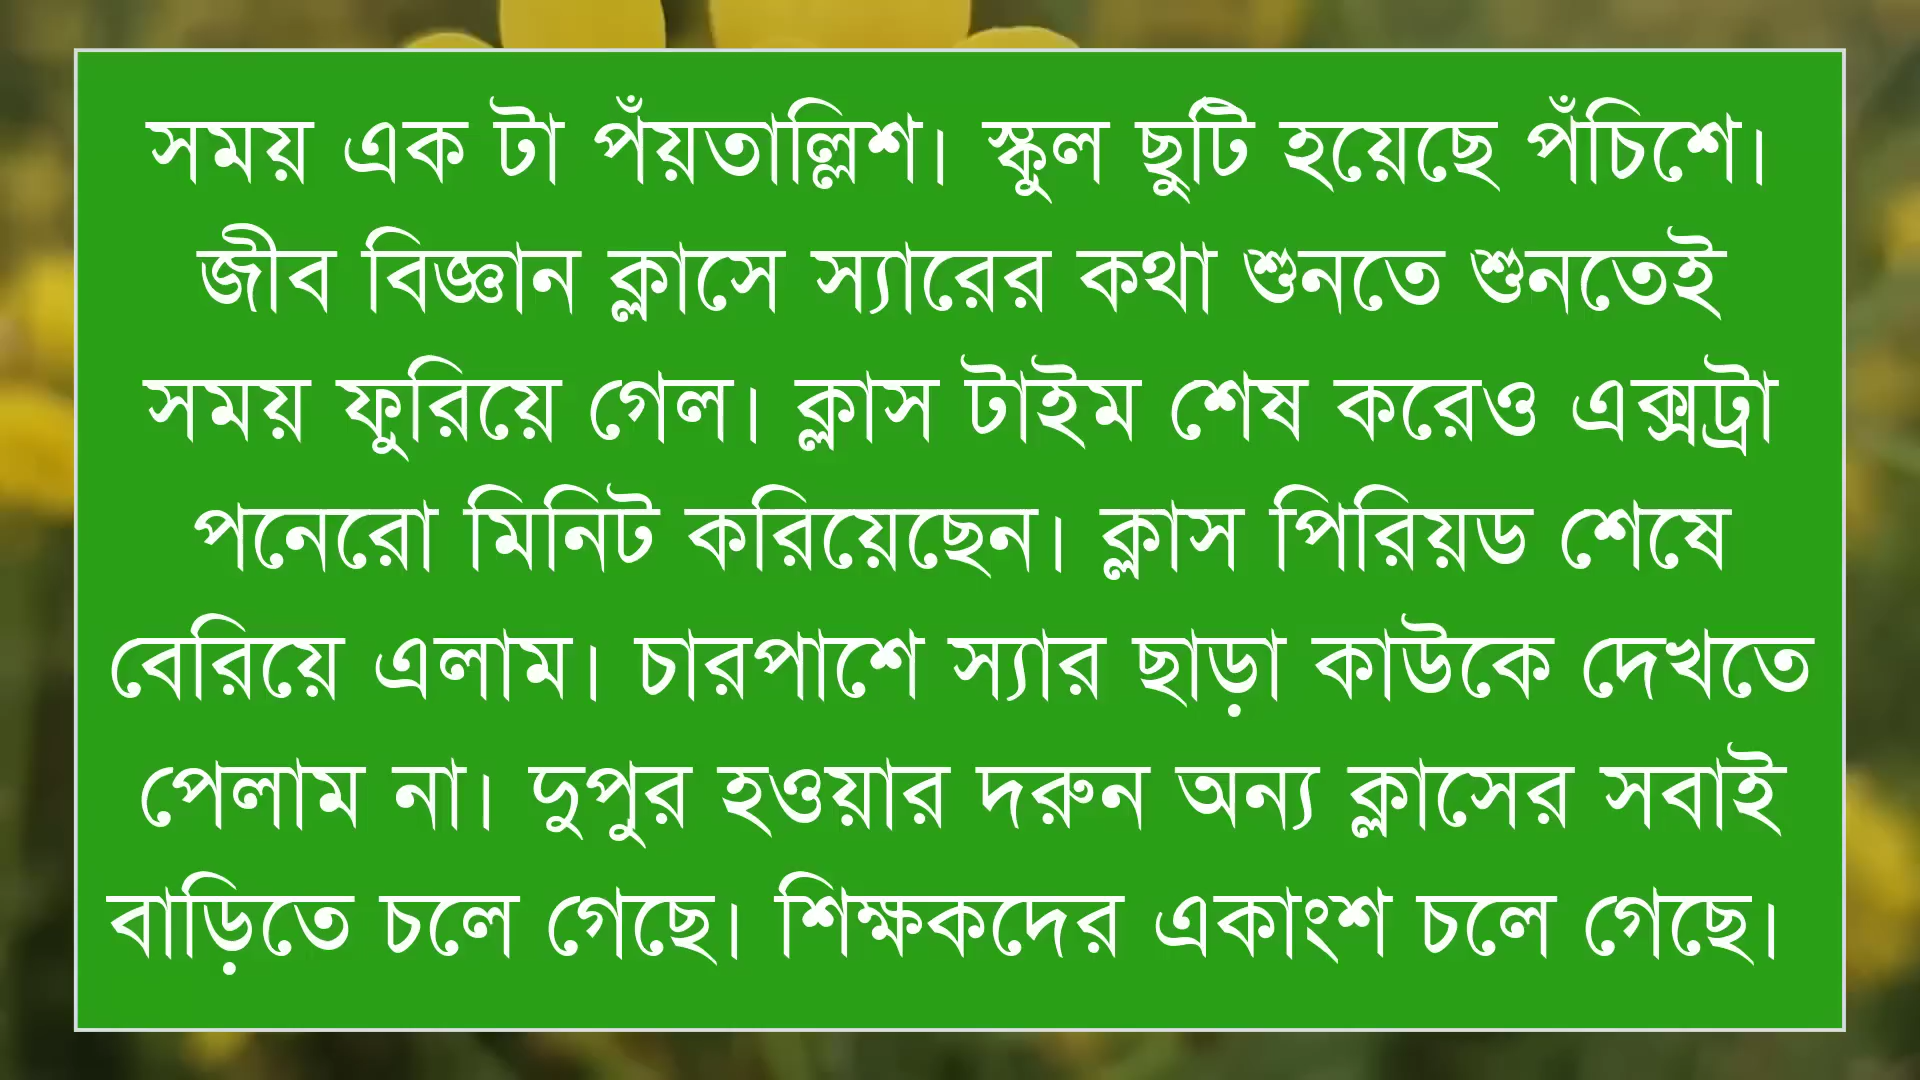 সময় এক টা পঁয়তাল্লিশ। স্কুল ছুটি হয়েছে পঁচিশে।
জীব বিজ্ঞান ক্লাসে স্যারের কথা শুনতে শুনতেই
সময় ফুরিয়ে গেল। ক্লাস টাইম শেষ করেও এক্সট্রা
পনেরো মিনিট করিয়েছেন। ক্লাস পিরিয়ড শেষে
বেরিয়ে এলাম। চারপাশে স্যার ছাড়া কাউকে দেখতে
পেলাম না। দুপুর হওয়ার দরুন অন্য ক্লাসের সবাই
বাড়িতে চলে গেছে। শিক্ষকদের একাংশ চলে গেছে।